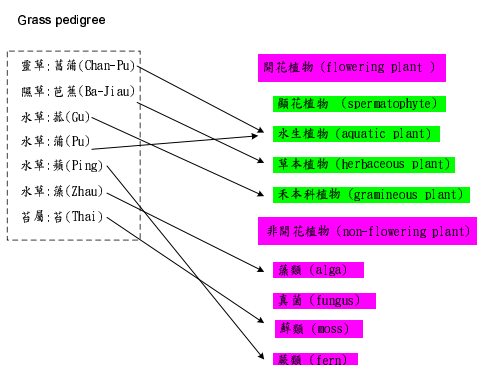 Grass pedigree
靈草:菖蒲(Chan-Pu)
隰草:芭蕉(Ba-Jiau)
水草:菰(Gu)
水草:蒲(Pu)
水草:蘋(Ping)
水草:藻(Zhau)
苔屬:苔(Thai)
開花植物 (flowering plant )
顯花植物 (spermatophyte)
水生植物 (aquatic plant)
草本植物 (herbaceous plant)
禾本科植物 (gramineous plant)
非開花植物 (non-flowering plant)
藻類 (alga)
真菌 (fungus)
蘚類 (moss)
蕨類 (fern)